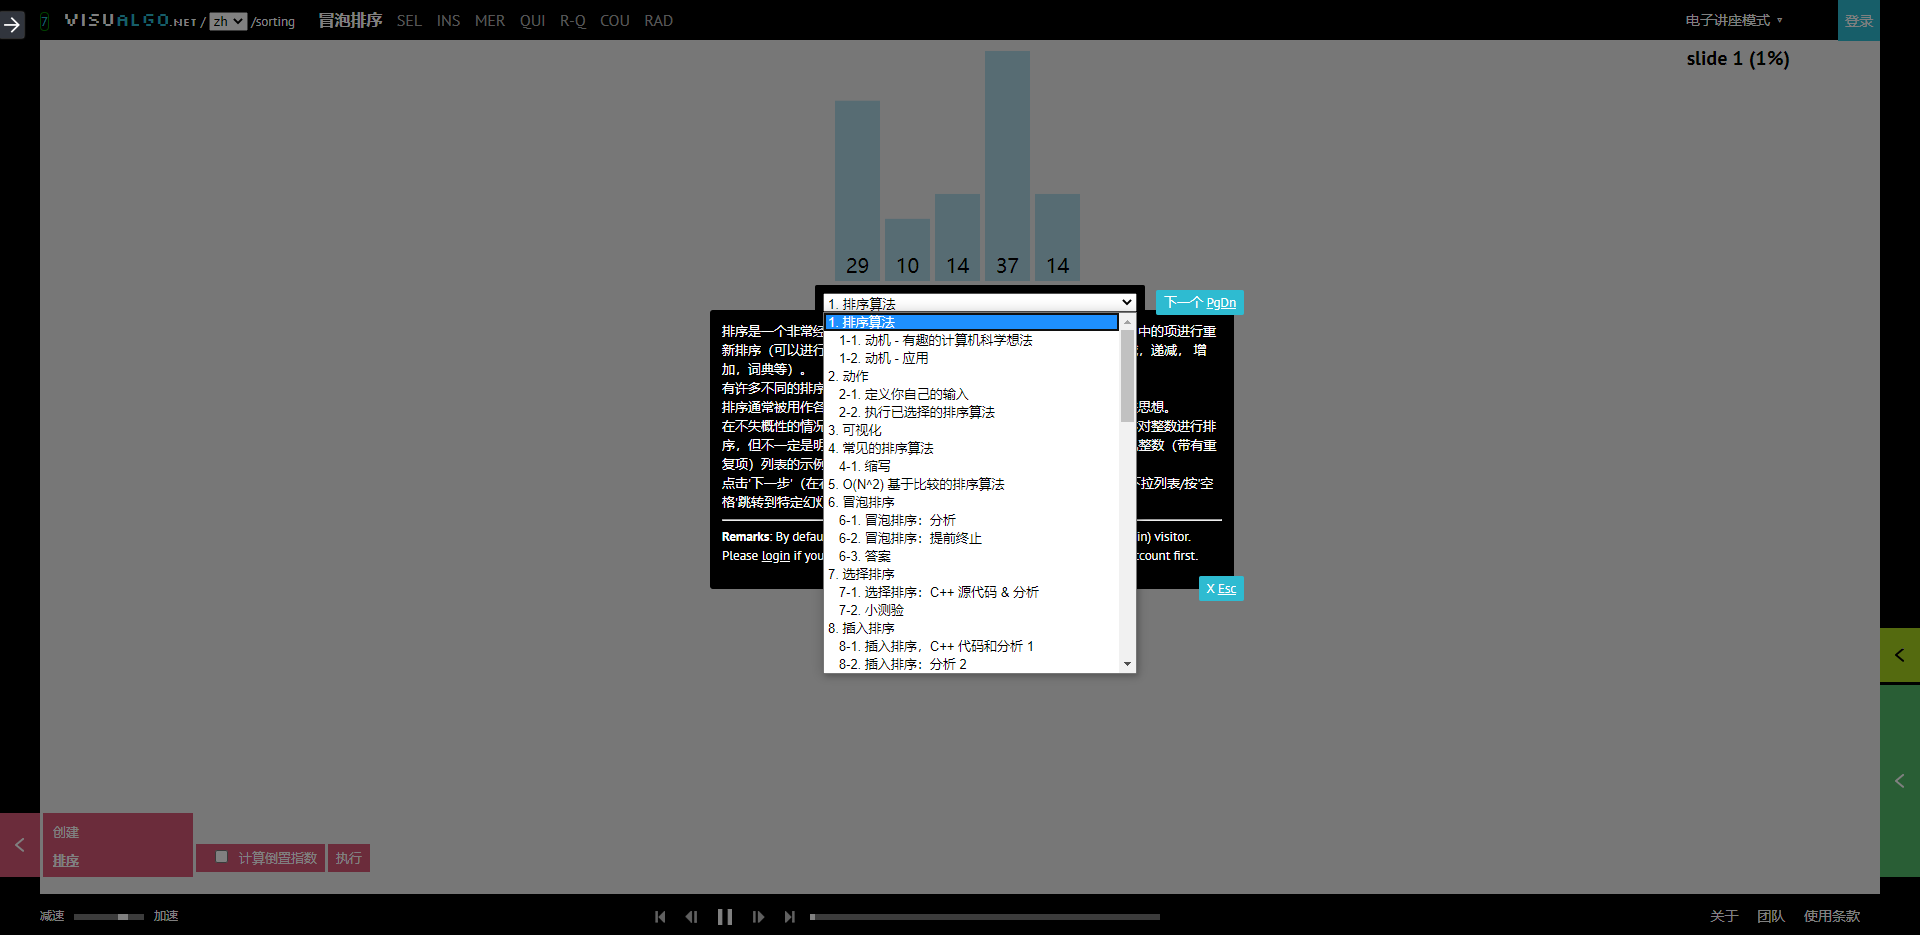 7 VISUALGO.NET / zh /sorting 冒泡排序 SEL INS MER QUI R-Q COU RAD 电子讲座模式 ▼ 登录
slide 1 (1%)
29 10 14 37 14
1. 排序算法
下一个 PgDn
1. 排序算法
1-1. 动机 - 有趣的计算机科学想法
1-2. 动机 - 应用
2. 动作
2-1. 定义你自己的输入
2-2. 执行已选择的排序算法
3. 可视化
4. 常见的排序算法
4-1. 缩写
5. O(N^2) 基于比较的排序算法
6. 冒泡排序
6-1. 冒泡排序：分析
6-2. 冒泡排序：提前终止
6-3. 答案
7. 选择排序
7-1. 选择排序：C++ 源代码 & 分析
7-2. 小测验
8. 插入排序
8-1. 插入排序，C++ 代码和分析 1
8-2. 插入排序：分析 2
排序是一个非常经 中的项进行重
新排序（可以进行 ，递减， 增
加，词典等）。
有许多不同的排序
排序通常被用作各 思想。
在不失概性的情况 对整数进行排
序，但不一定是明 整数（带有重
复项）列表的示例
点击'下一步'（在右 下拉列表/按'空
格'跳转到特定幻灯
Remarks: By defau in) visitor.
Please login if you ccount first.
X Esc
创建
排序
计算倒置指数 执行
减速 加速
关于 团队 使用条款